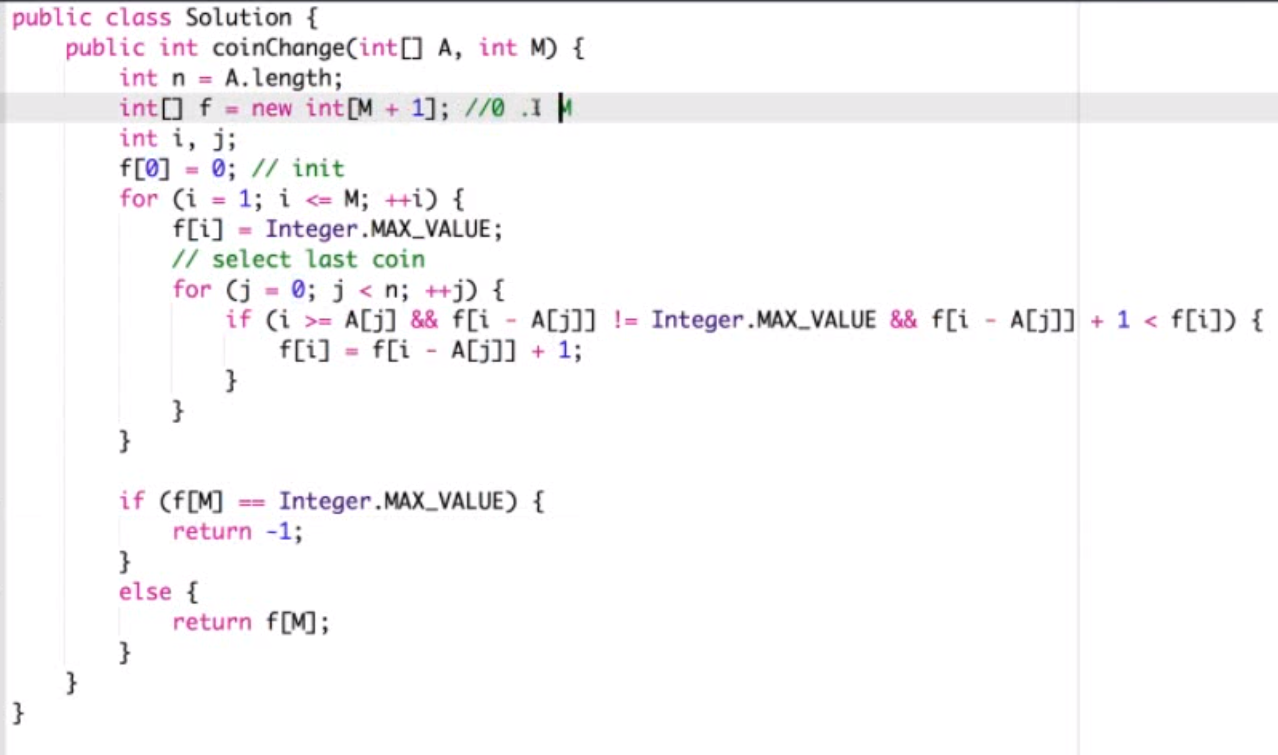 public class Solution {
    public int coinChange(int[] A, int M) {
        int n = A.length;
        int[] f = new int[M + 1]; //0 .. M
        int i, j;
        f[0] = 0; // init
        for (i = 1; i <= M; ++i) {
            f[i] = Integer.MAX_VALUE;
            // select last coin
            for (j = 0; j < n; ++j) {
                if (i >= A[j] && f[i - A[j]] != Integer.MAX_VALUE && f[i - A[j]] + 1 < f[i]) {
                    f[i] = f[i - A[j]] + 1;
                }
            }
        }
        if (f[M] == Integer.MAX_VALUE) {
            return -1;
        }
        else {
            return f[M];
        }
    }
}